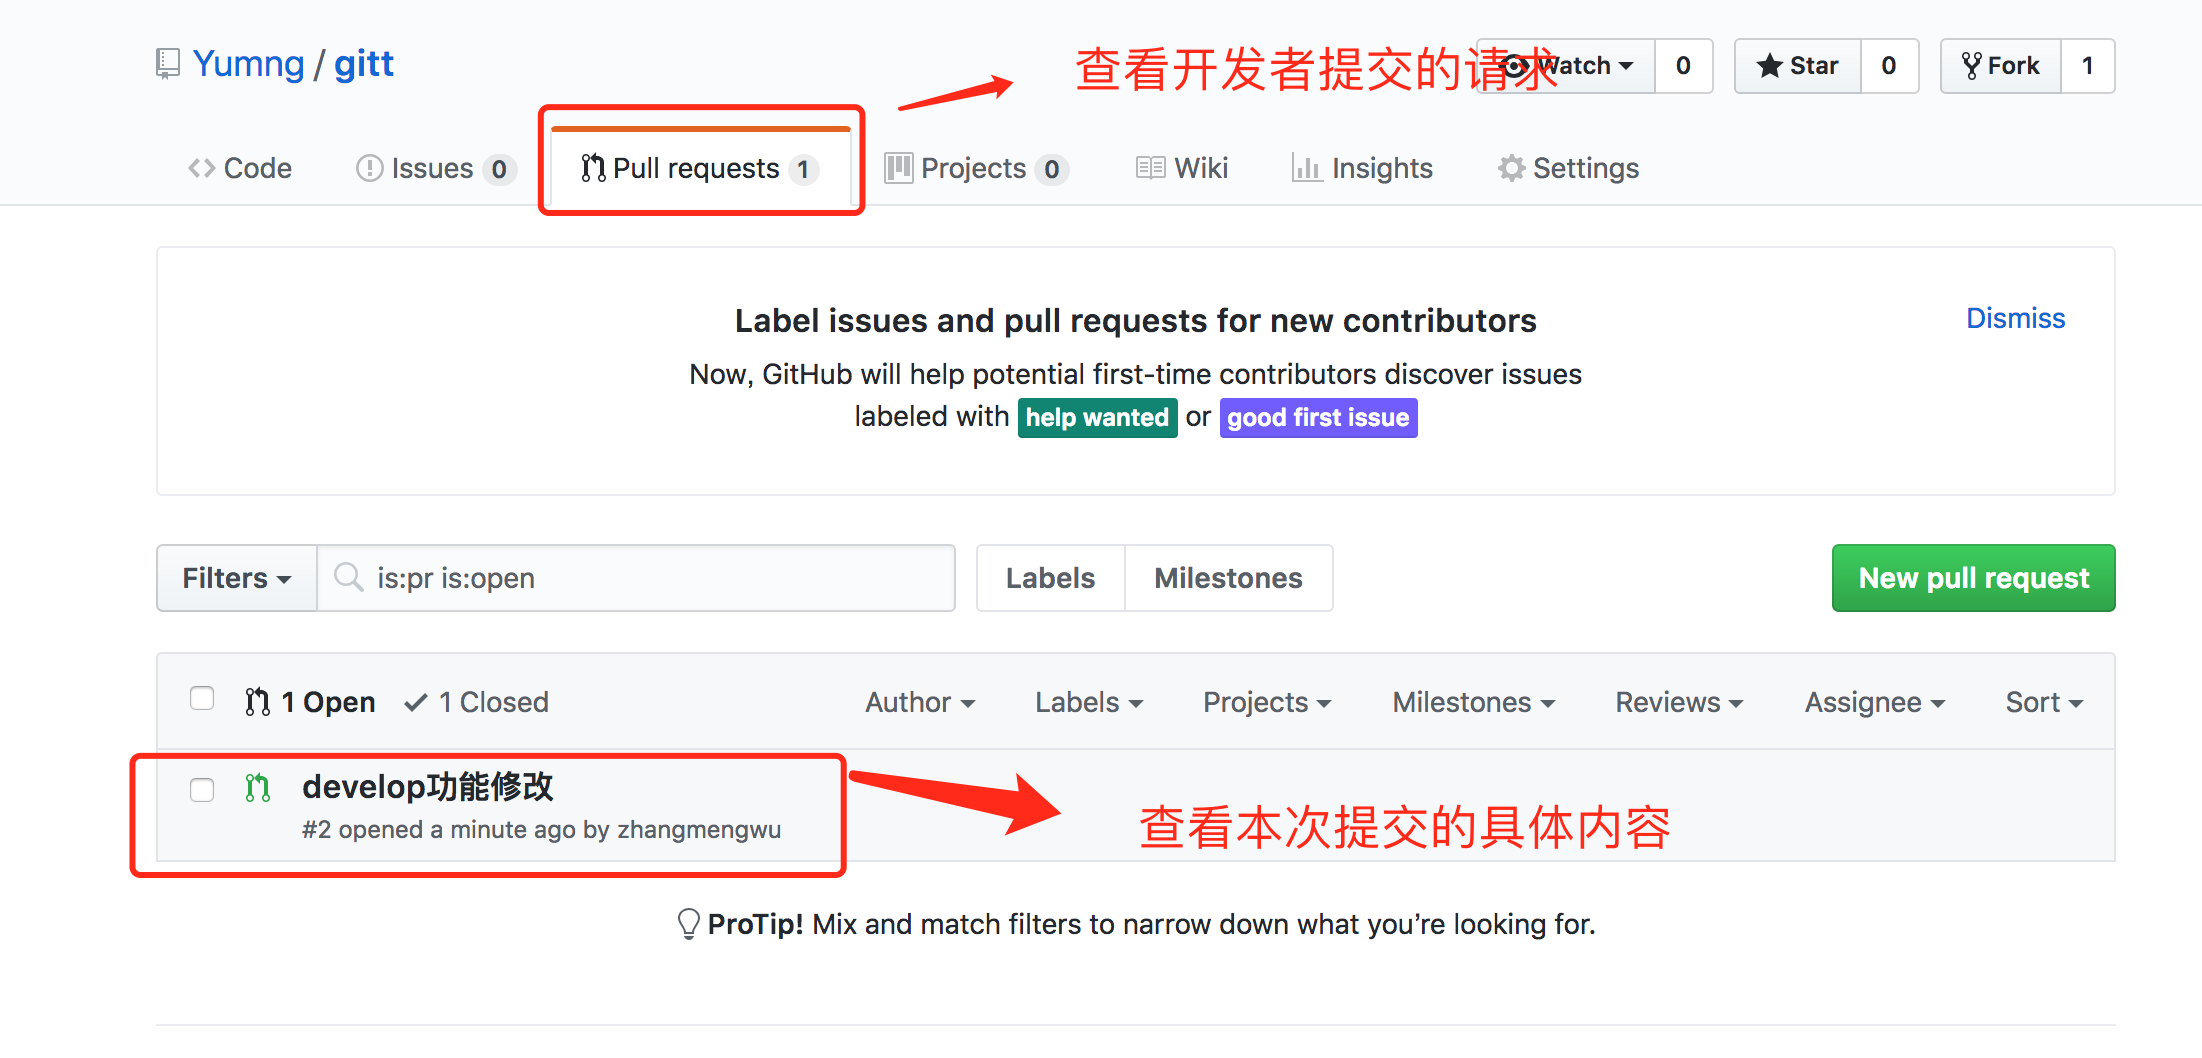 Yumng / gitt
查看开发者提交的请求
Watch 0
Star 0
Fork 1
Code
Issues 0
Pull requests 1
Projects 0
Wiki
Insights
Settings
Label issues and pull requests for new contributors
Dismiss
Now, GitHub will help potential first-time contributors discover issues
labeled with help wanted or good first issue
Filters
is:pr is:open
Labels
Milestones
New pull request
1 Open
1 Closed
Author
Labels
Projects
Milestones
Reviews
Assignee
Sort
develop功能修改
#2 opened a minute ago by zhangmengwu
查看本次提交的具体内容
ProTip! Mix and match filters to narrow down what you’re looking for.